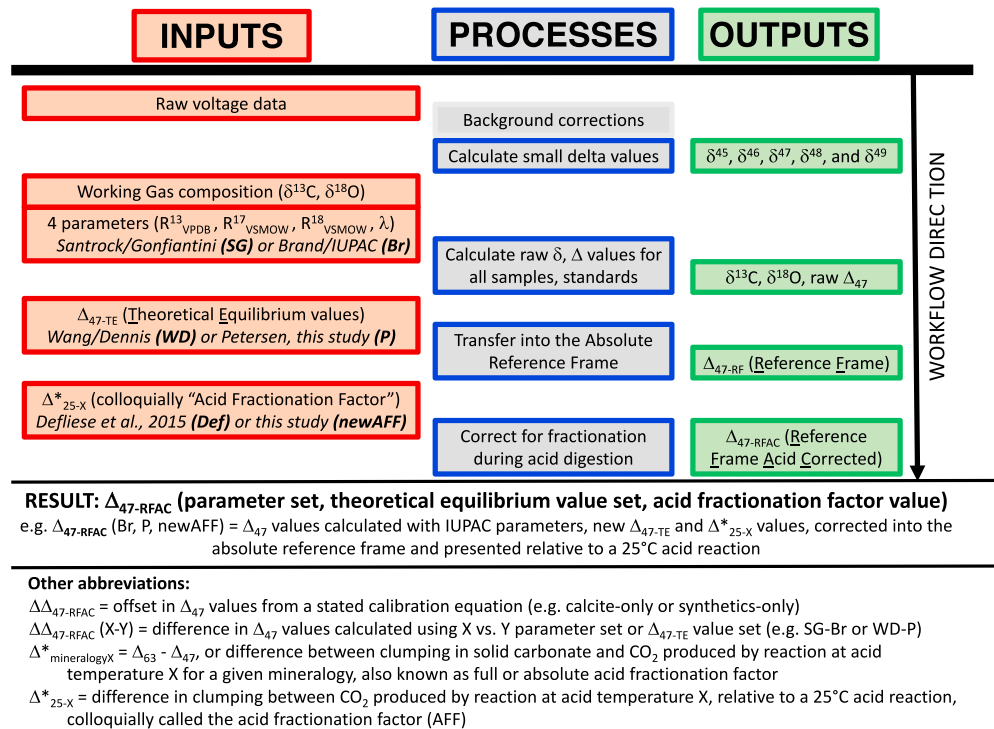 INPUTS
PROCESSES
OUTPUTS
Raw voltage data
Background corrections
Calculate small delta values
δ⁴⁵, δ⁴⁶, δ⁴⁷, δ⁴⁸, and δ⁴⁹
Working Gas composition (δ¹³C, δ¹⁸O)
4 parameters (R¹³VPDB, R¹⁷VSMOW, R¹⁸VSMOW, λ)
Santrock/Gonfiantini (SG) or Brand/IUPAC (Br)
Calculate raw δ, Δ values for
all samples, standards
δ¹³C, δ¹⁸O, raw Δ₄₇
Δ47-TE (Theoretical Equilibrium values)
Wang/Dennis (WD) or Petersen, this study (P)
Transfer into the Absolute
Reference Frame
Δ47-RF (Reference Frame)
Δ*25-X (colloquially “Acid Fractionation Factor”)
Defliese et al., 2015 (Def) or this study (newAFF)
Correct for fractionation
during acid digestion
Δ47-RFAC (Reference
Frame Acid Corrected)
WORKFLOW DIRECTION
RESULT: Δ47-RFAC (parameter set, theoretical equilibrium value set, acid fractionation factor value)
e.g. Δ47-RFAC (Br, P, newAFF) = Δ₄₇ values calculated with IUPAC parameters, new Δ47-TE and Δ*25-X values, corrected into the
absolute reference frame and presented relative to a 25°C acid reaction
Other abbreviations:
ΔΔ47-RFAC = offset in Δ₄₇ values from a stated calibration equation (e.g. calcite-only or synthetics-only)
ΔΔ47-RFAC (X-Y) = difference in Δ₄₇ values calculated using X vs. Y parameter set or Δ47-TE value set (e.g. SG-Br or WD-P)
Δ*mineralogyX = Δ₆₃ - Δ₄₇, or difference between clumping in solid carbonate and CO₂ produced by reaction at acid
temperature X for a given mineralogy, also known as full or absolute acid fractionation factor
Δ*25-X = difference in clumping between CO₂ produced by reaction at acid temperature X, relative to a 25°C acid reaction,
colloquially called the acid fractionation factor (AFF)